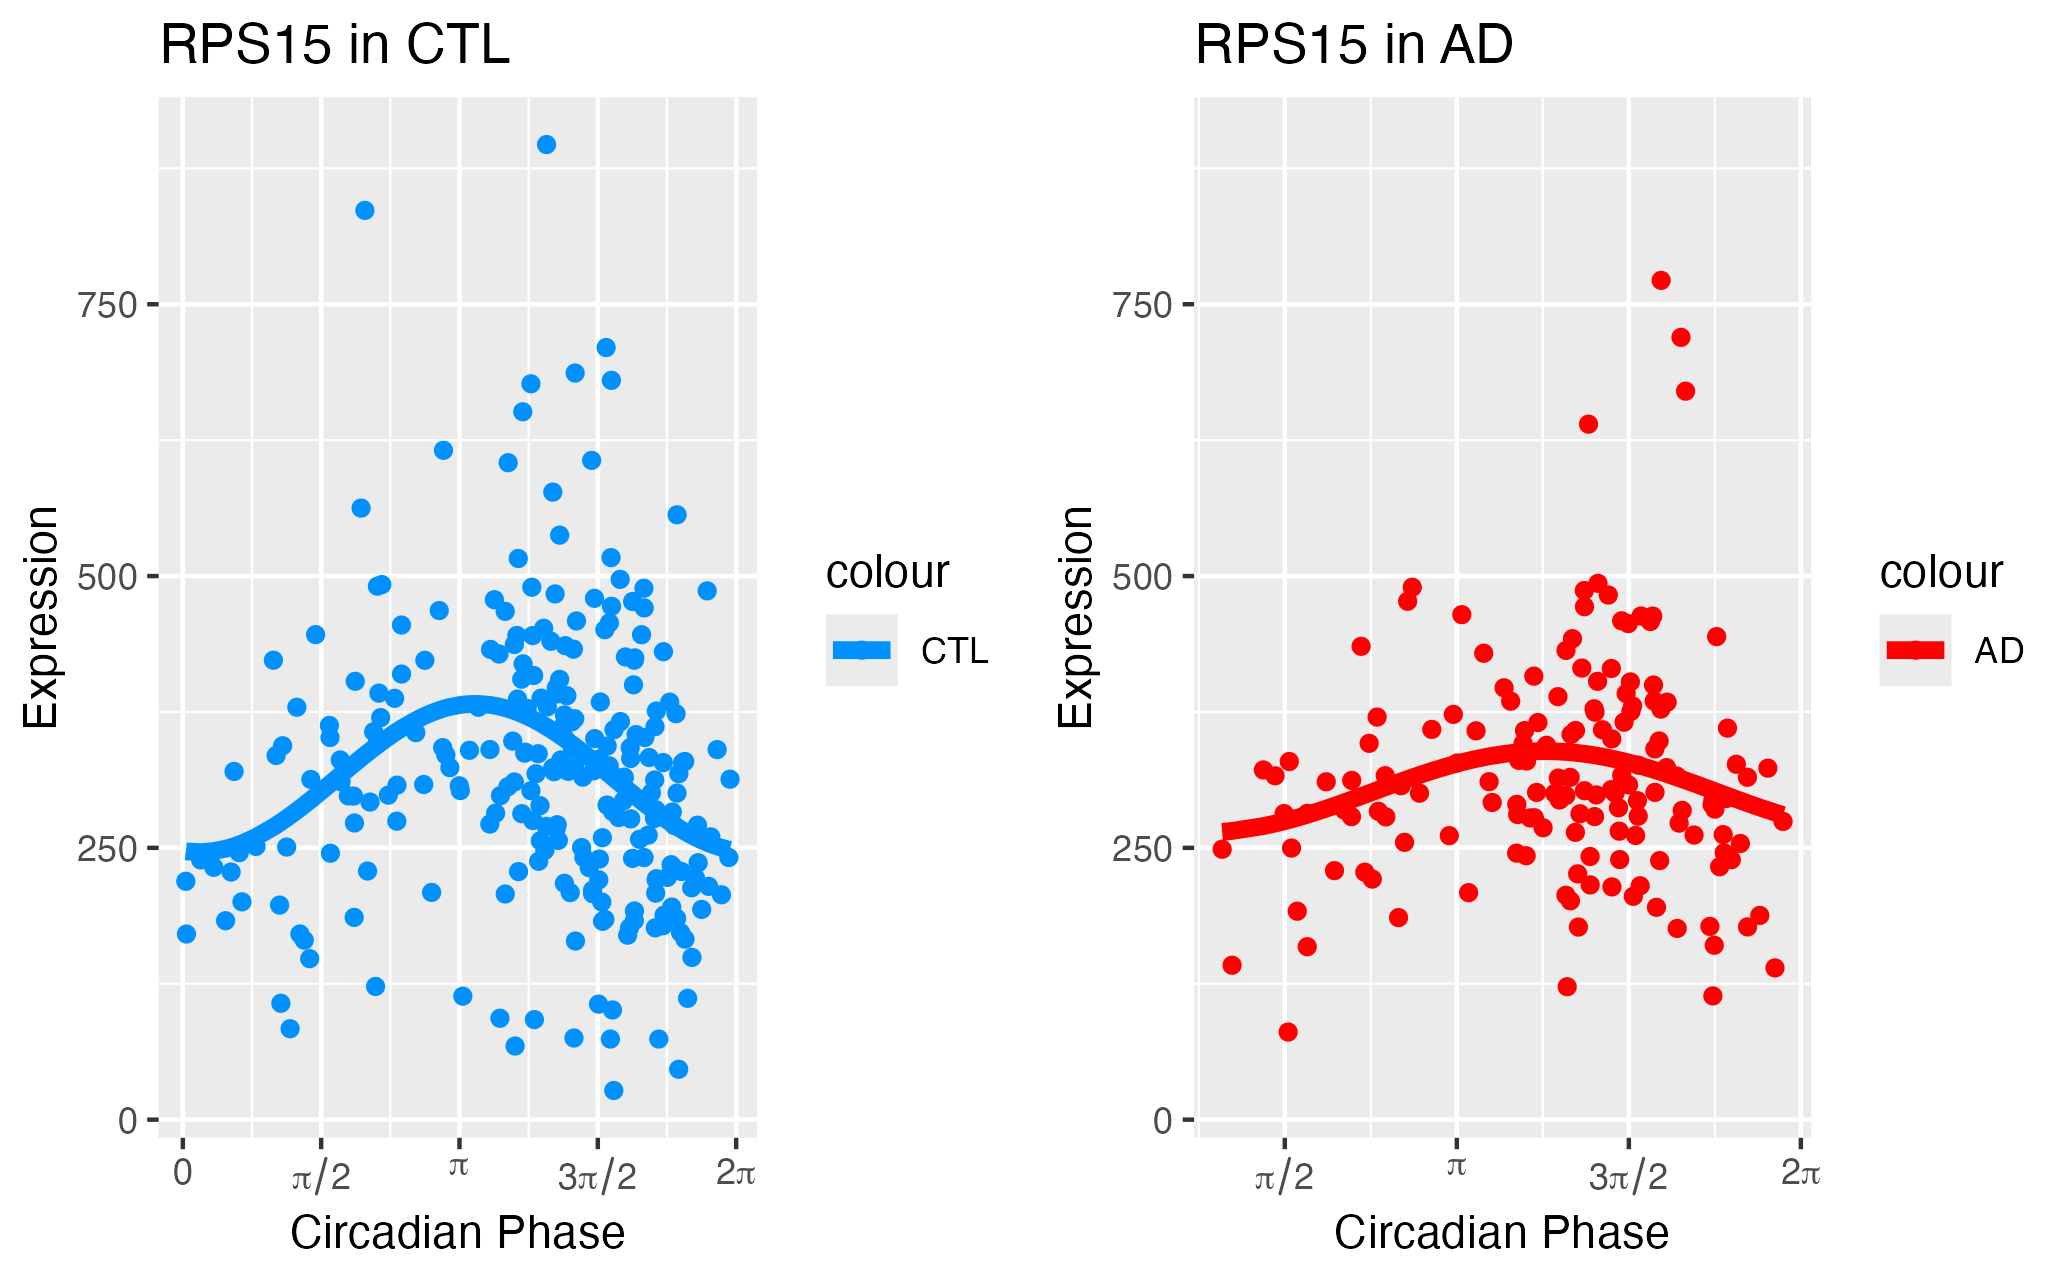 RPS15 in CTL
750
500
250
0
0
π/2
π
3π/2
2π
Circadian Phase
Expression
colour
CTL
RPS15 in AD
750
500
250
0
π/2
π
3π/2
2π
Circadian Phase
Expression
colour
AD